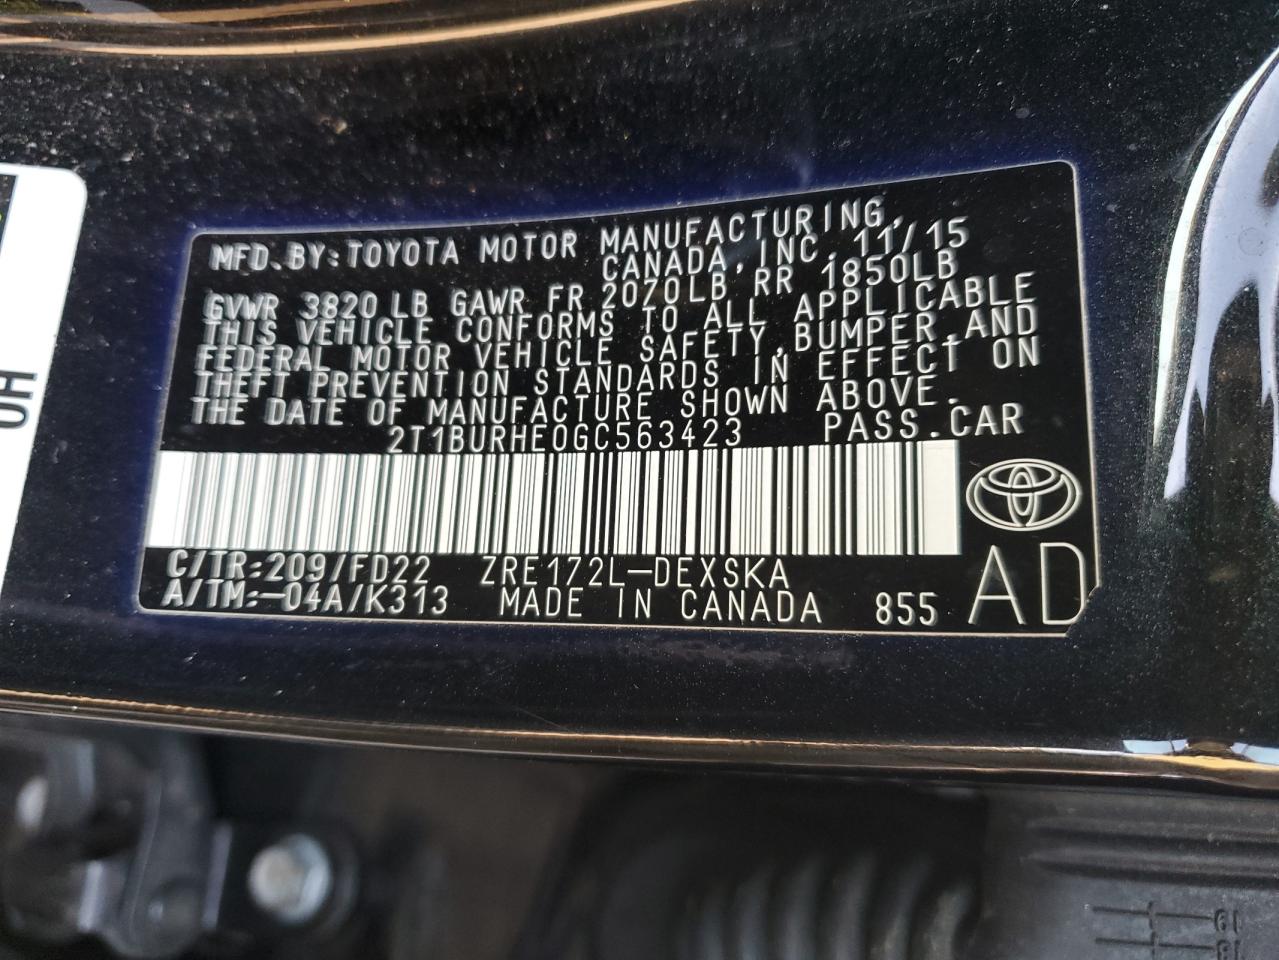 MFD. BY: TOYOTA MOTOR MANUFACTURING,
CANADA, INC. 11/15
GVWR 3820 LB GAWR FR 2070LB RR 1850LB
THIS VEHICLE CONFORMS TO ALL APPLICABLE
FEDERAL MOTOR VEHICLE SAFETY, BUMPER, AND
THEFT PREVENTION STANDARDS IN EFFECT ON
THE DATE OF MANUFACTURE SHOWN ABOVE.
2T1BURHE0GC563423 PASS. CAR
C/TR: 209/FD22 ZRE172L-DEXSKA
A/TM: -04A/K313 MADE IN CANADA 855
AD
HO